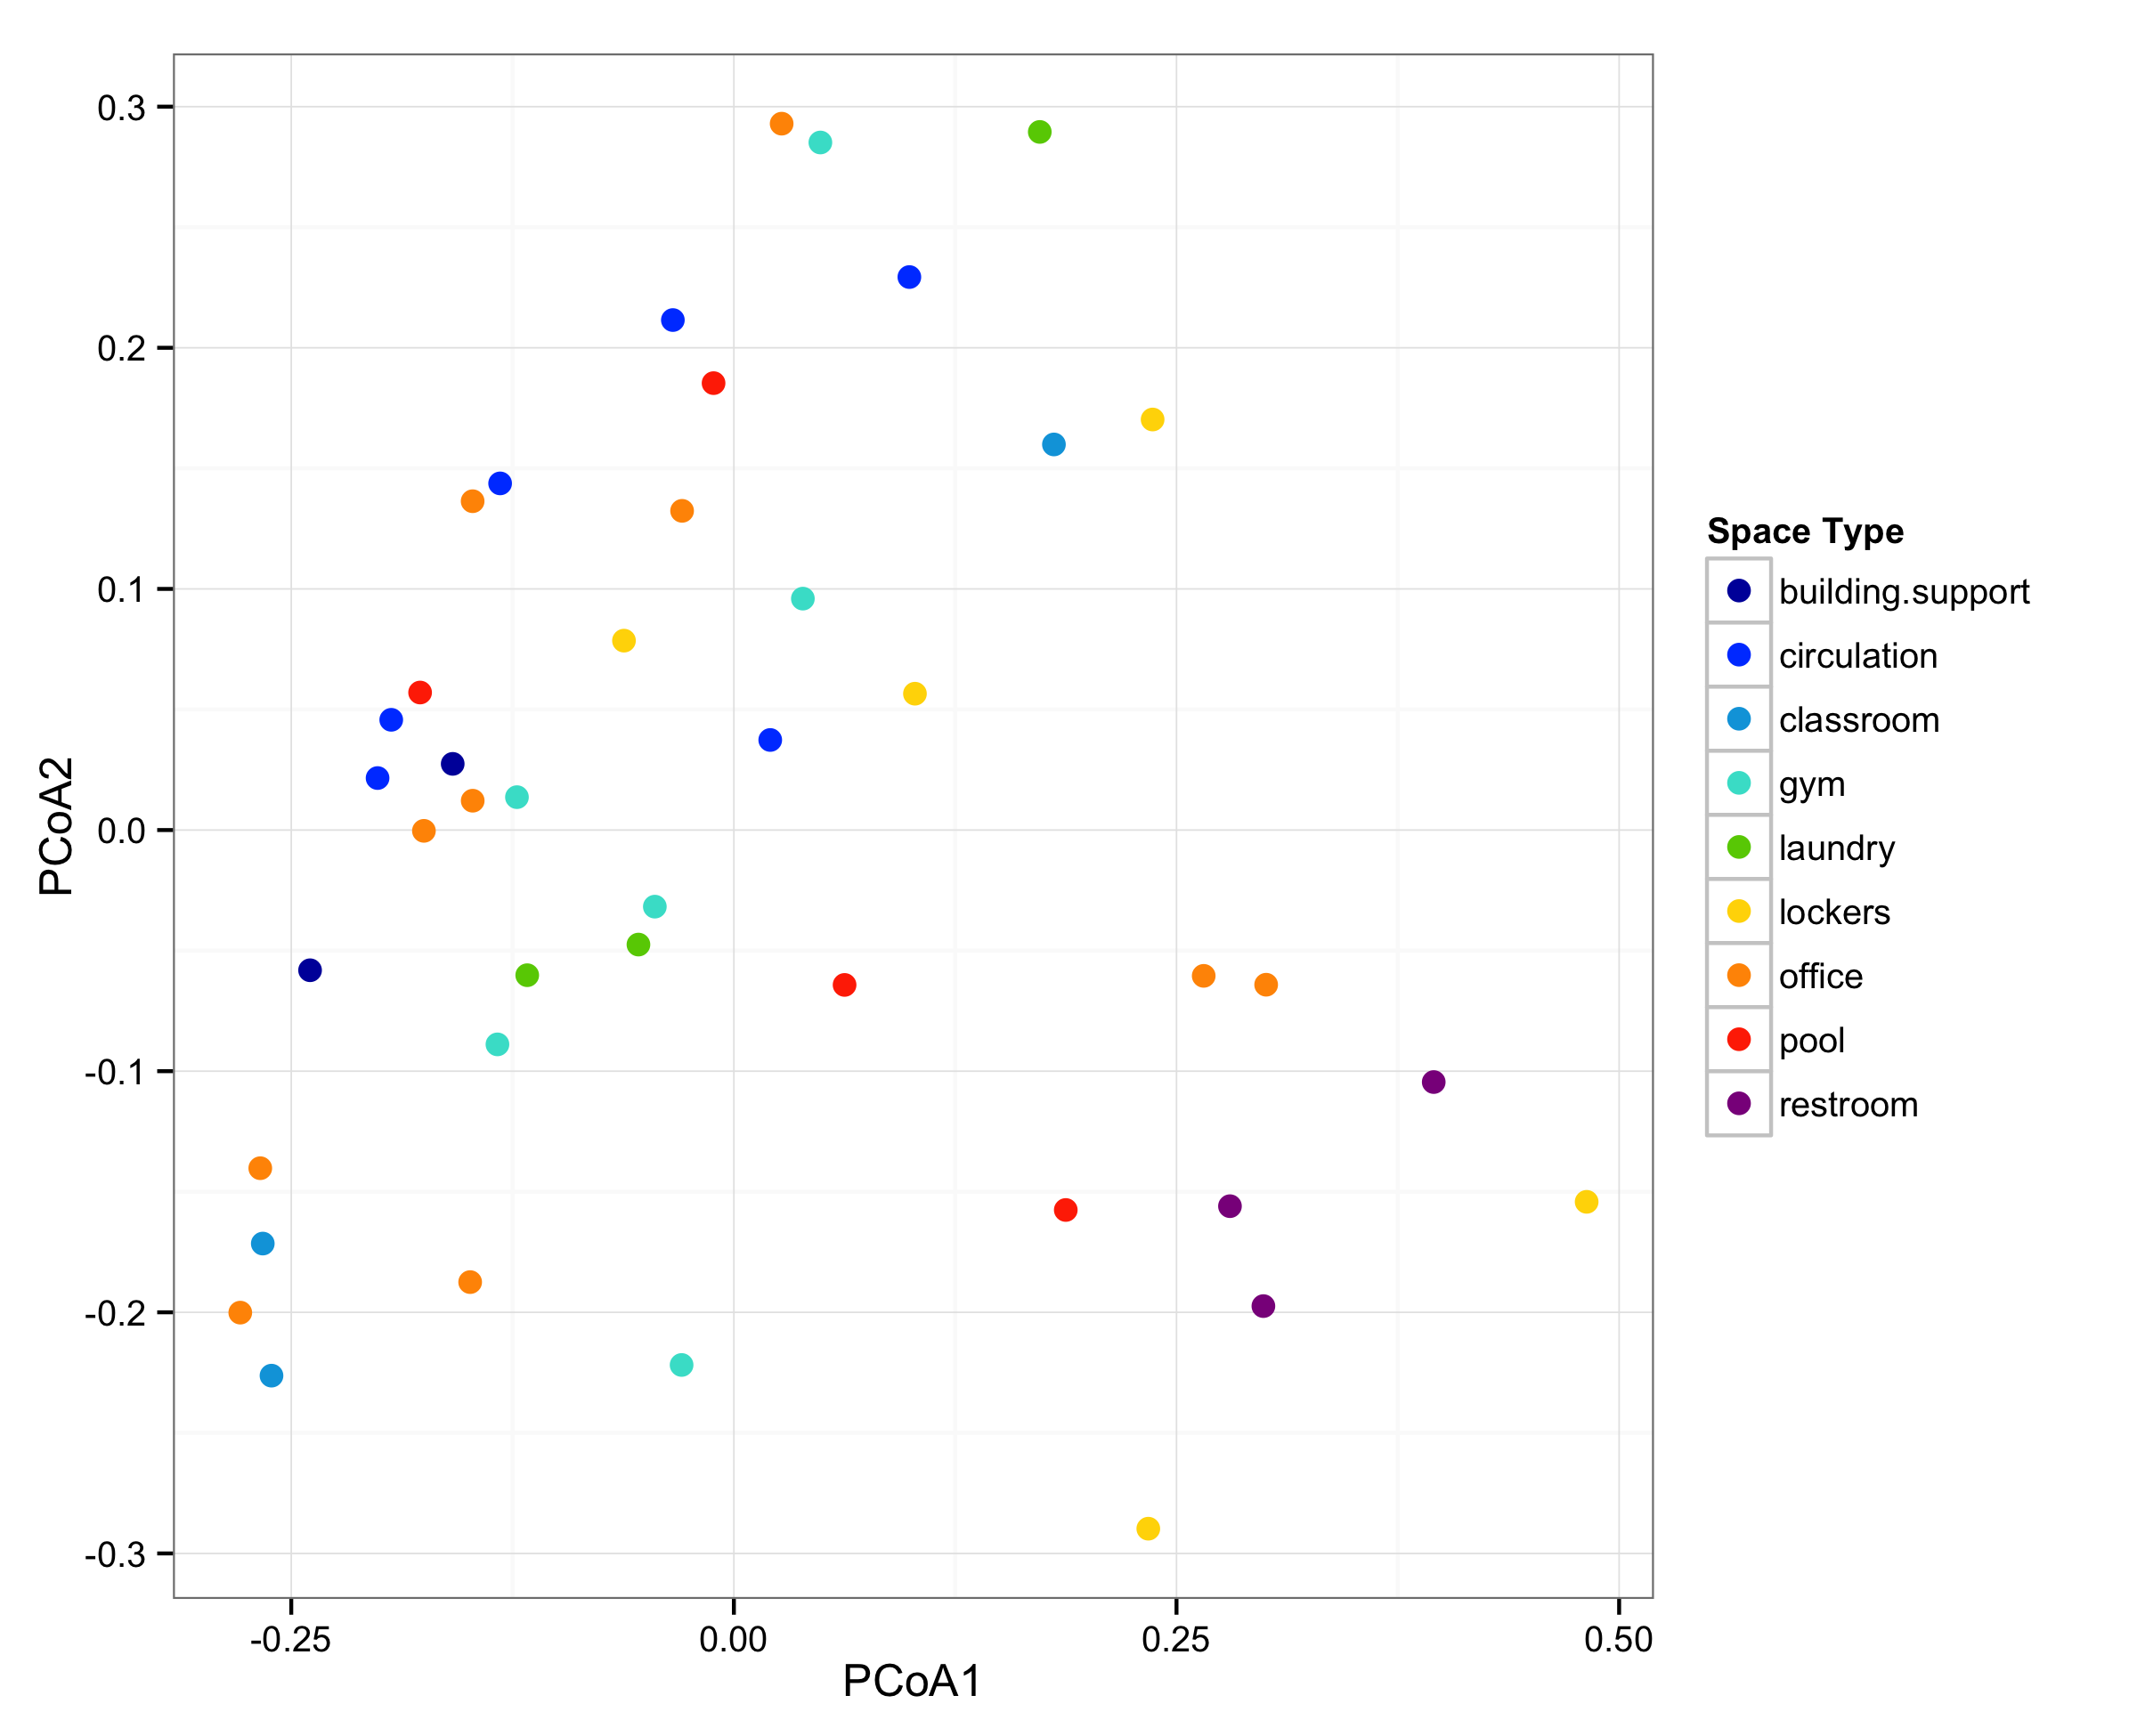 0.3
0.2
0.1
0.0
-0.1
-0.2
-0.3
PCoA2
-0.25
0.00
0.25
0.50
PCoA1
Space Type
building.support
circulation
classroom
gym
laundry
lockers
office
pool
restroom